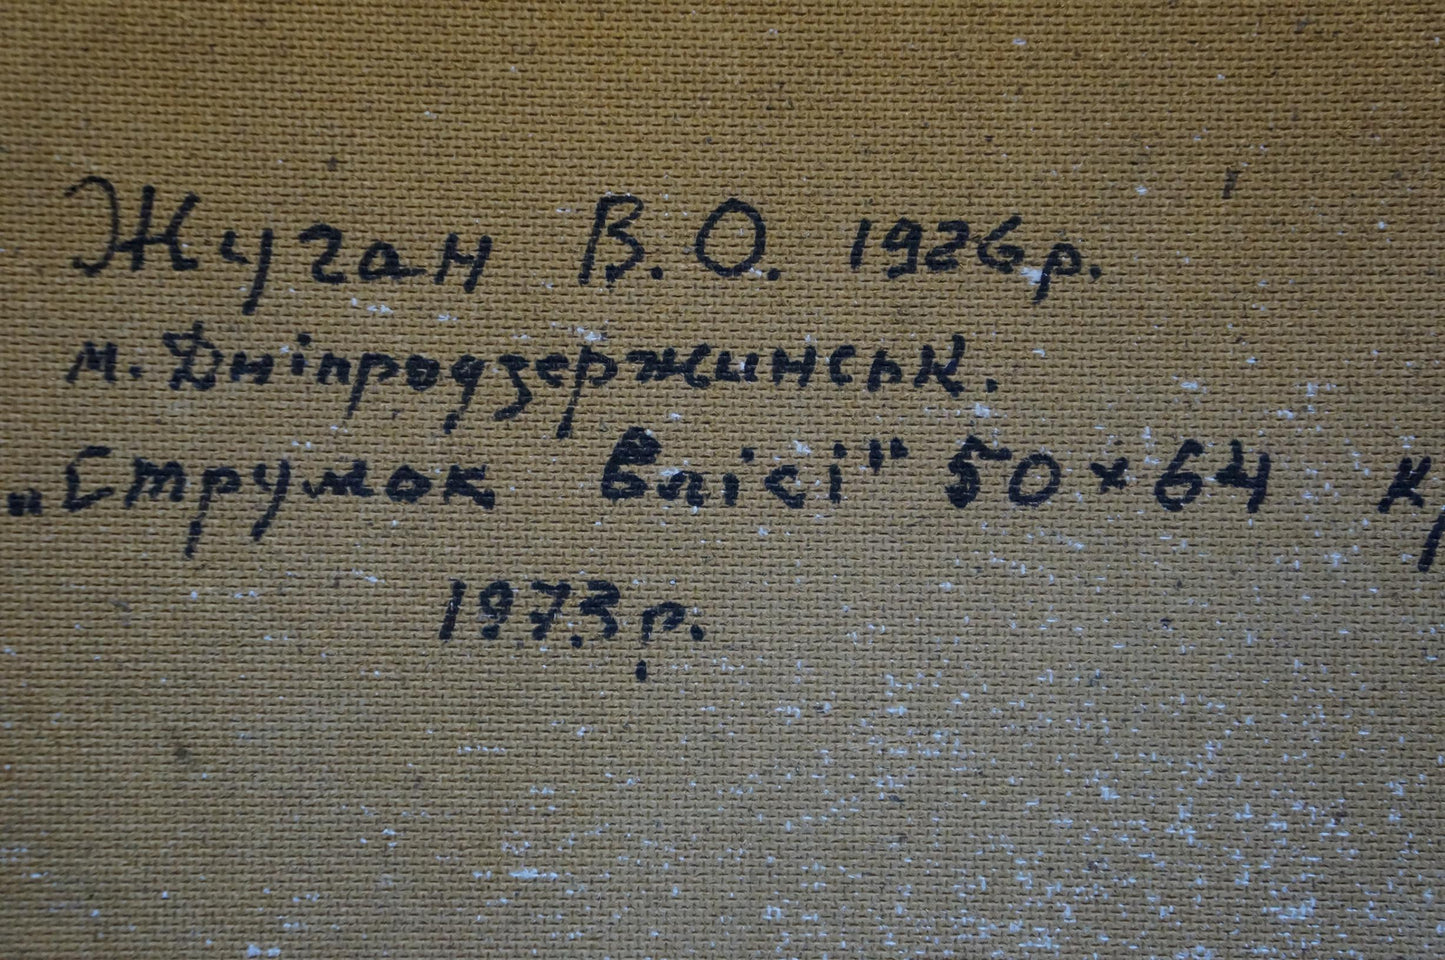 Жуган В. О. 1926р.
м. Дніпродзержинськ.
„Струмок в лісі" 50×64
1973р.